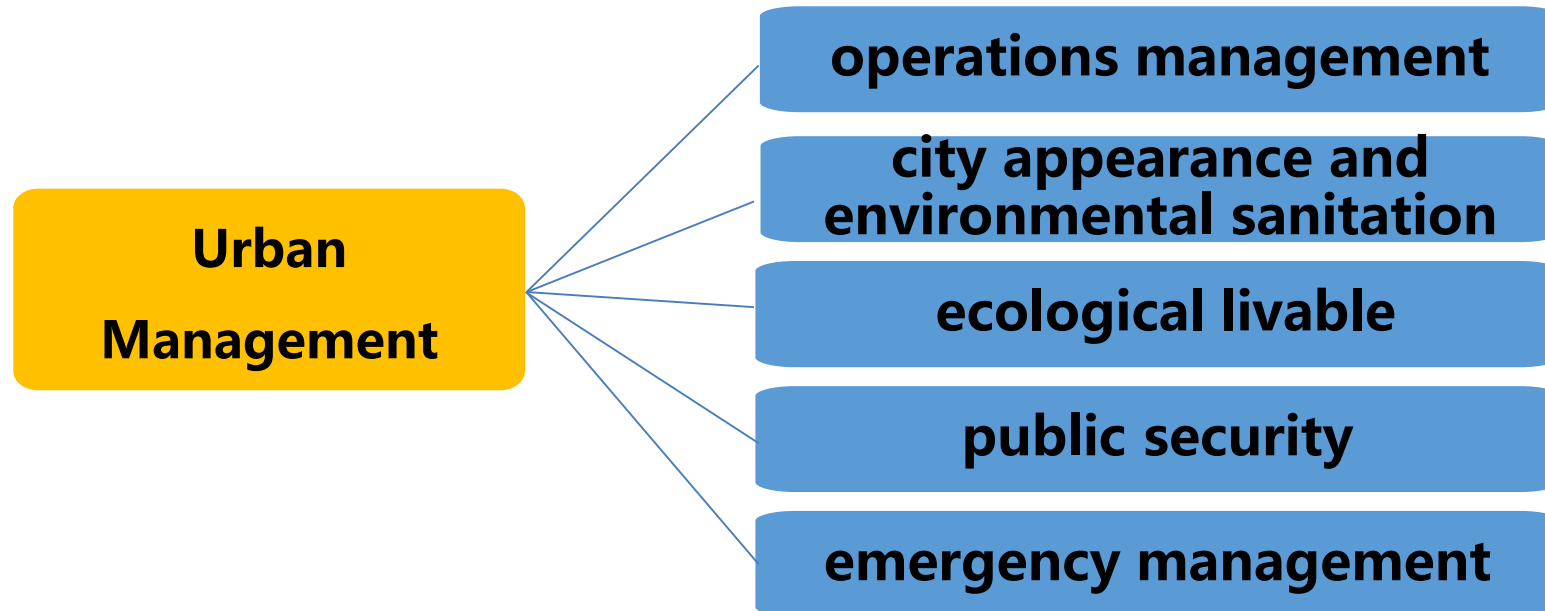 Urban
Management
operations management
city appearance and
environmental sanitation
ecological livable
public security
emergency management